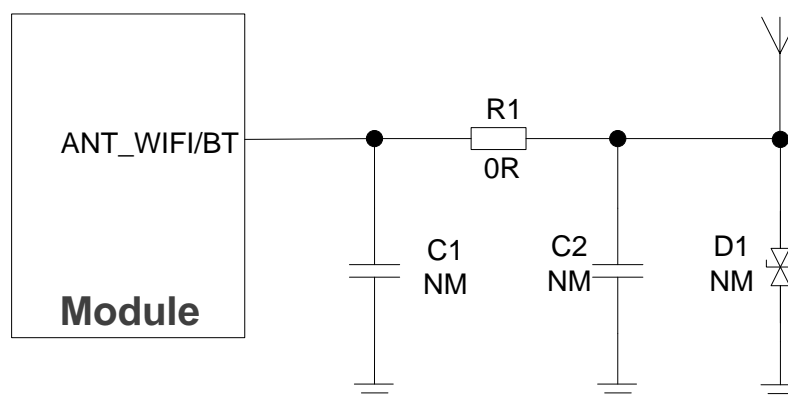 R1
ANT_WIFI/BT
0R
C1
NM
C2
NM
D1
NM
Module